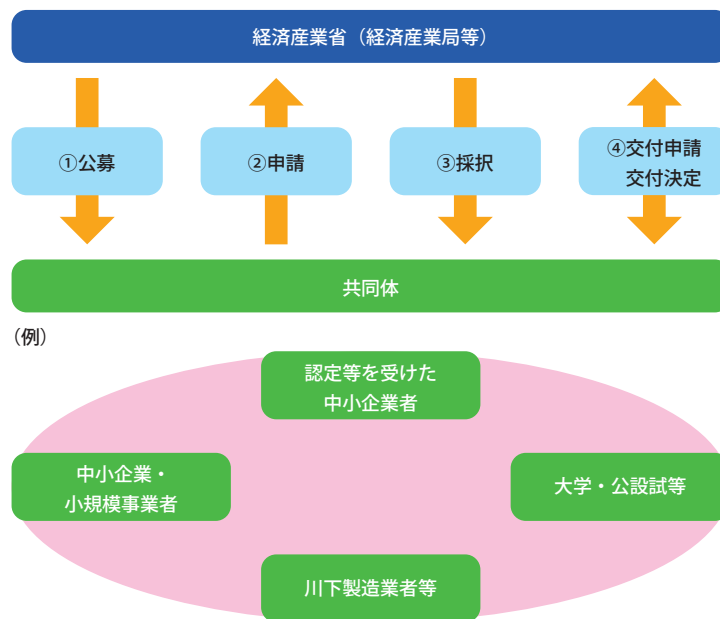 経済産業省（経済産業局等）
①公募
②申請
③採択
④交付申請
交付決定
共同体
（例）
認定等を受けた
中小企業者
中小企業・
小規模事業者
大学・公設試等
川下製造業者等